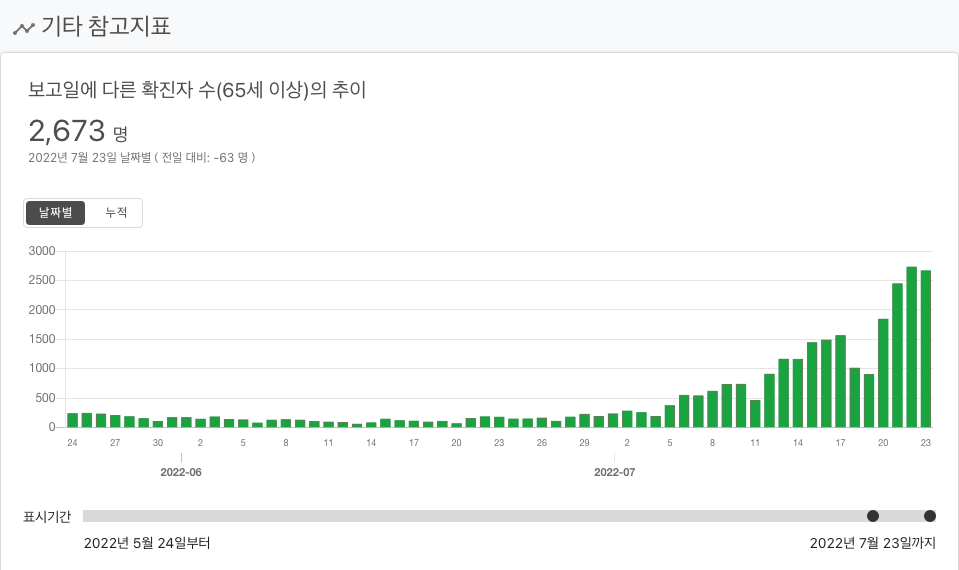 기타 참고지표
보고일에 다른 확진자 수(65세 이상)의 추이
2,673 명
2022년 7월 23일 날짜별 ( 전일 대비: -63 명 )
날짜별 누적
3000
2500
2000
1500
1000
500
0
24 27 30 2 5 8 11 14 17 20 23 26 29 2 5 8 11 14 17 20 23
2022-06 2022-07
표시기간
2022년 5월 24일부터 2022년 7월 23일까지